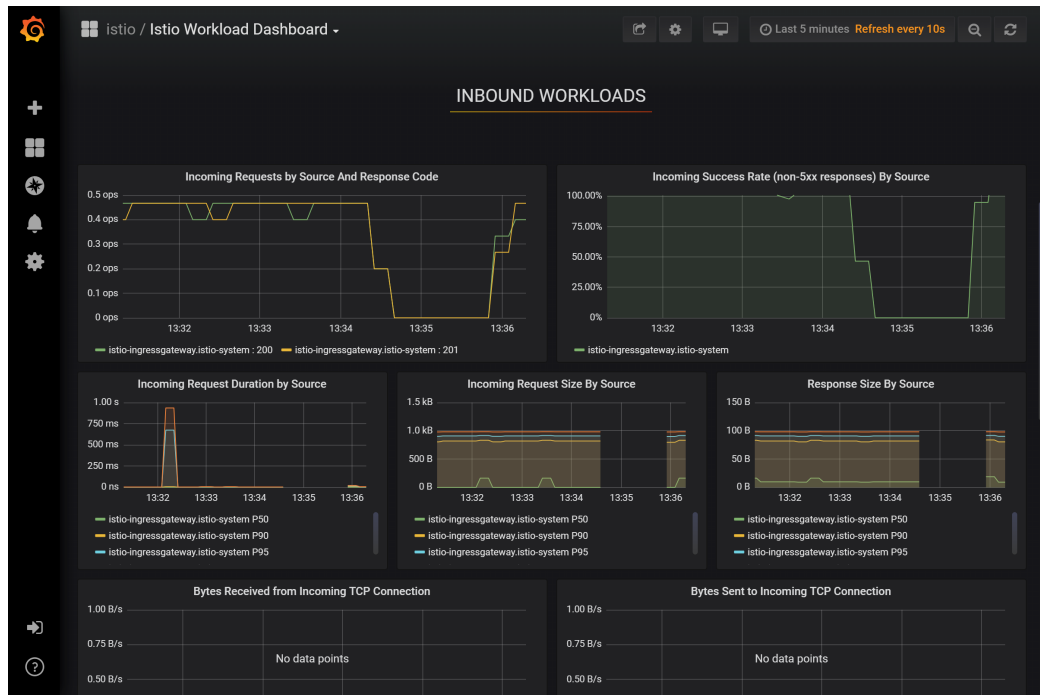 istio / Istio Workload Dashboard
Last 5 minutes Refresh every 10s
INBOUND WORKLOADS
Incoming Requests by Source And Response Code
0.5 ops
0.4 ops
0.3 ops
0.2 ops
0.1 ops
0 ops
13:32 13:33 13:34 13:35 13:36
istio-ingressgateway.istio-system : 200 istio-ingressgateway.istio-system : 201
Incoming Success Rate (non-5xx responses) By Source
100.00%
75.00%
50.00%
25.00%
0%
13:32 13:33 13:34 13:35 13:36
istio-ingressgateway.istio-system
Incoming Request Duration by Source
1.00 s
750 ms
500 ms
250 ms
0 ns
13:32 13:33 13:34 13:35 13:36
istio-ingressgateway.istio-system P50
istio-ingressgateway.istio-system P90
istio-ingressgateway.istio-system P95
Incoming Request Size By Source
1.5 kB
1.0 kB
500 B
0 B
13:32 13:33 13:34 13:35 13:36
istio-ingressgateway.istio-system P50
istio-ingressgateway.istio-system P90
istio-ingressgateway.istio-system P95
Response Size By Source
150 B
100 B
50 B
0 B
13:32 13:33 13:34 13:35 13:36
istio-ingressgateway.istio-system P50
istio-ingressgateway.istio-system P90
istio-ingressgateway.istio-system P95
Bytes Received from Incoming TCP Connection
1.00 B/s
0.75 B/s
No data points
0.50 B/s
Bytes Sent to Incoming TCP Connection
1.00 B/s
0.75 B/s
No data points
0.50 B/s